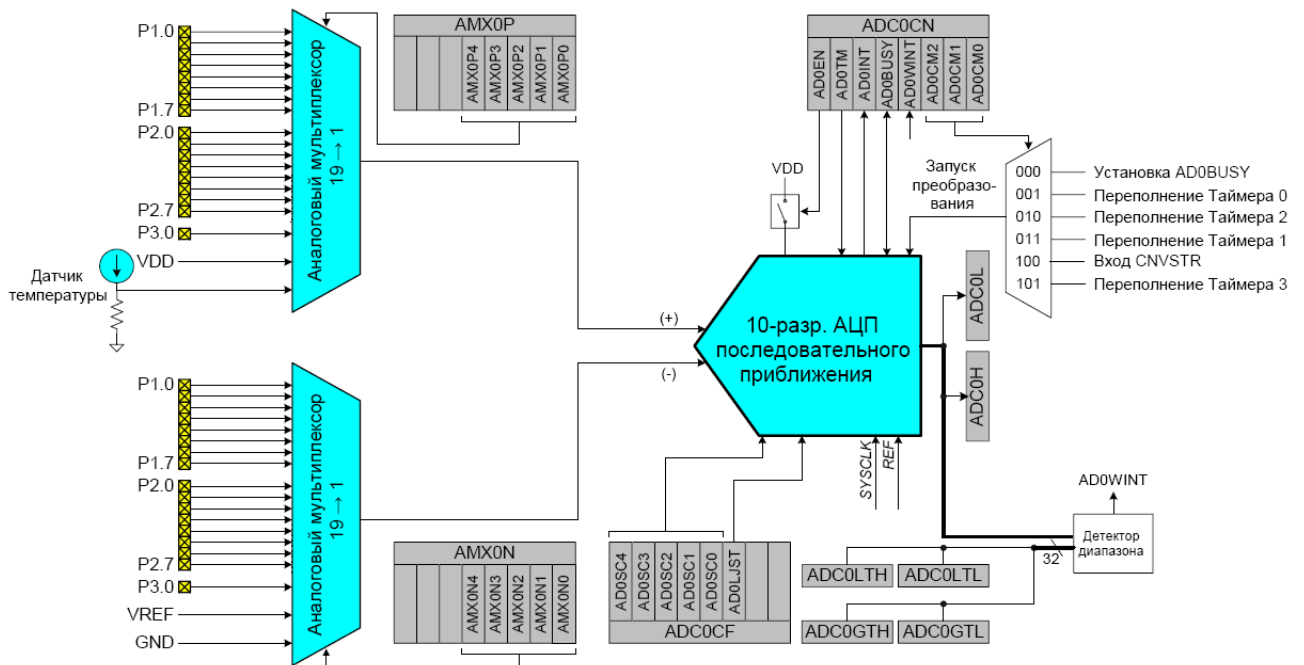 P1.0
P1.7
P2.0
P2.7
P3.0
VDD
Датчик
температуры
Аналоговый мультиплексор
19 → 1
AMX0P
AMX0P4
AMX0P3
AMX0P2
AMX0P1
AMX0P0
ADC0CN
AD0EN
AD0TM
AD0INT
AD0BUSY
AD0WINT
AD0CM2
AD0CM1
AD0CM0
VDD
Запуск
преобразо-
вания
000
001
010
011
100
101
Установка AD0BUSY
Переполнение Таймера 0
Переполнение Таймера 2
Переполнение Таймера 1
Вход CNVSTR
Переполнение Таймера 3
(+)
(-)
10-разр. АЦП
последовательного
приближения
ADC0L
ADC0H
SYSCLK
REF
P1.0
P1.7
P2.0
P2.7
P3.0
VREF
GND
Аналоговый мультиплексор
19 → 1
AMX0N
AMX0N4
AMX0N3
AMX0N2
AMX0N1
AMX0N0
AD0SC4
AD0SC3
AD0SC2
AD0SC1
AD0SC0
AD0LJST
ADC0CF
ADC0LTH
ADC0LTL
ADC0GTH
ADC0GTL
32
AD0WINT
Детектор
диапазона